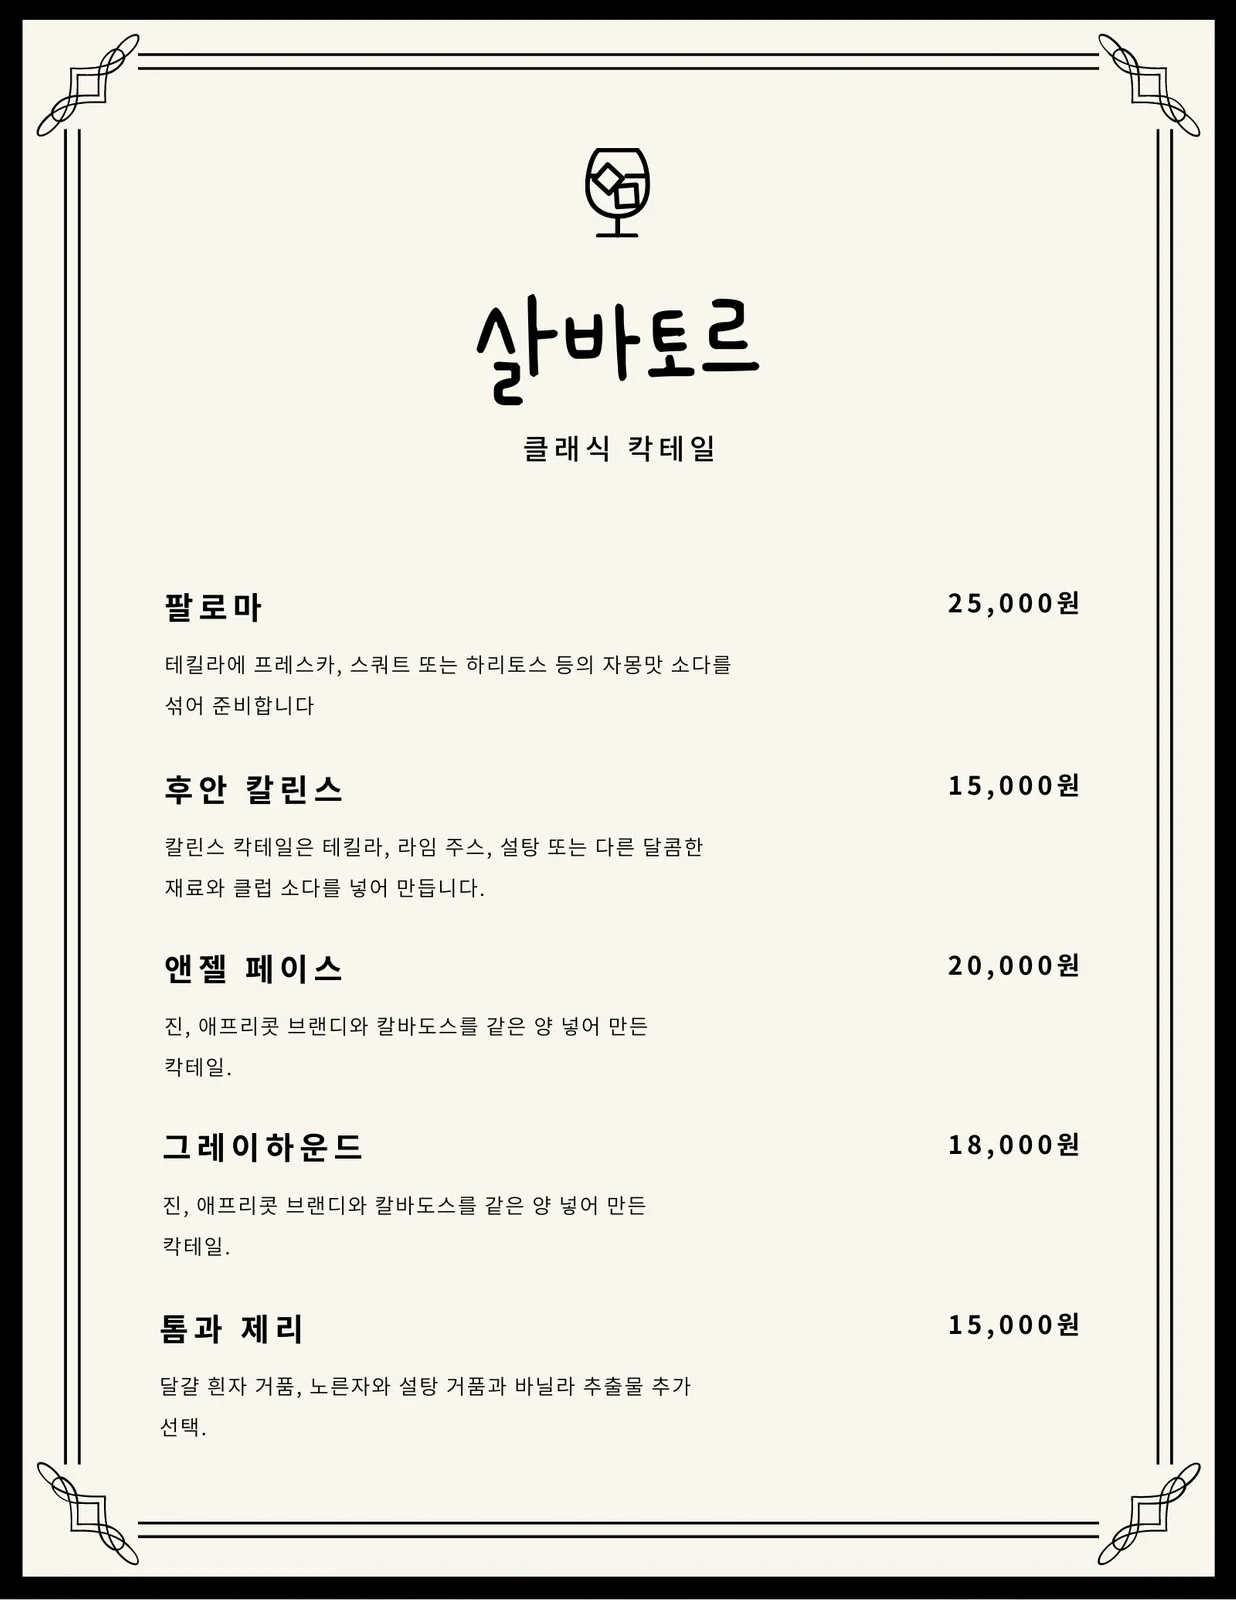 살바토르
클래식 칵테일
팔로마 25,000원
테킬라에 프레스카, 스쿼트 또는 하리토스 등의 자몽맛 소다를
섞어 준비합니다
후안 칼린스 15,000원
칼린스 칵테일은 테킬라, 라임 주스, 설탕 또는 다른 달콤한
재료와 클럽 소다를 넣어 만듭니다.
앤젤 페이스 20,000원
진, 애프리콧 브랜디와 칼바도스를 같은 양 넣어 만든
칵테일.
그레이하운드 18,000원
진, 애프리콧 브랜디와 칼바도스를 같은 양 넣어 만든
칵테일.
톰과 제리 15,000원
달걀 흰자 거품, 노른자와 설탕 거품과 바닐라 추출물 추가
선택.